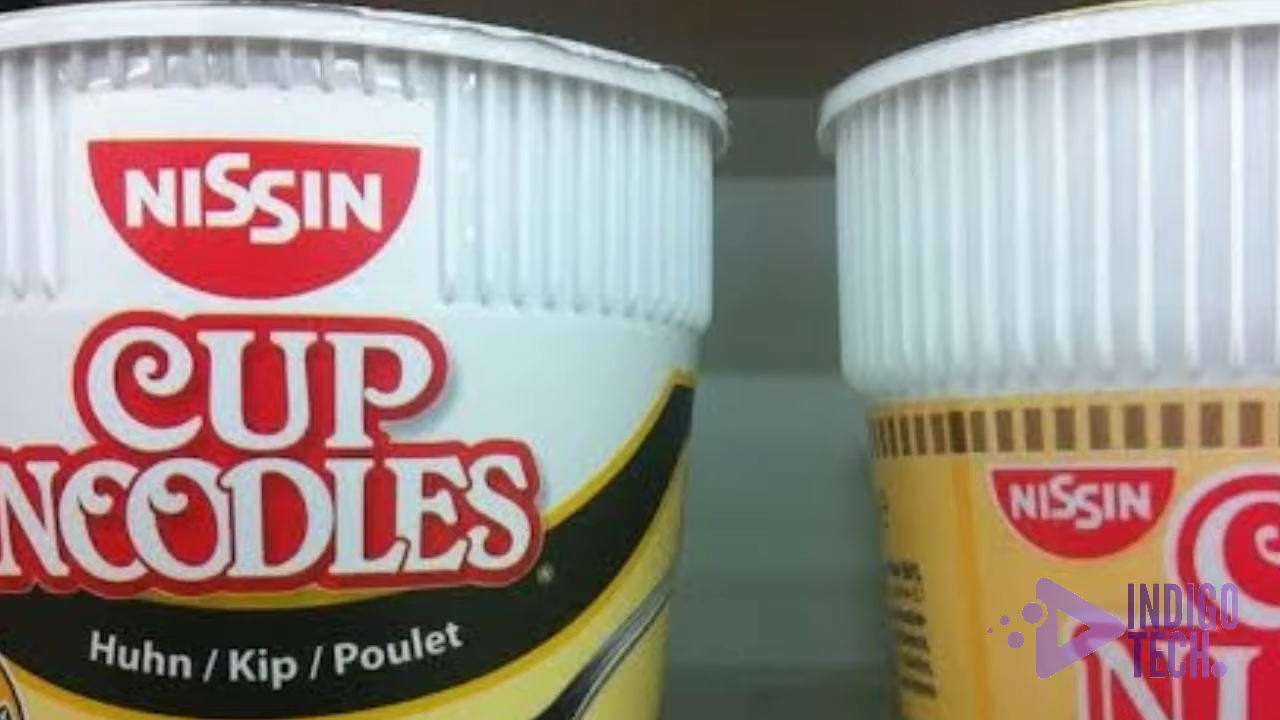 NISSIN
CUP
NOODLES
Huhn / Kip / Poulet
NISSIN
INDIGO
TECH.